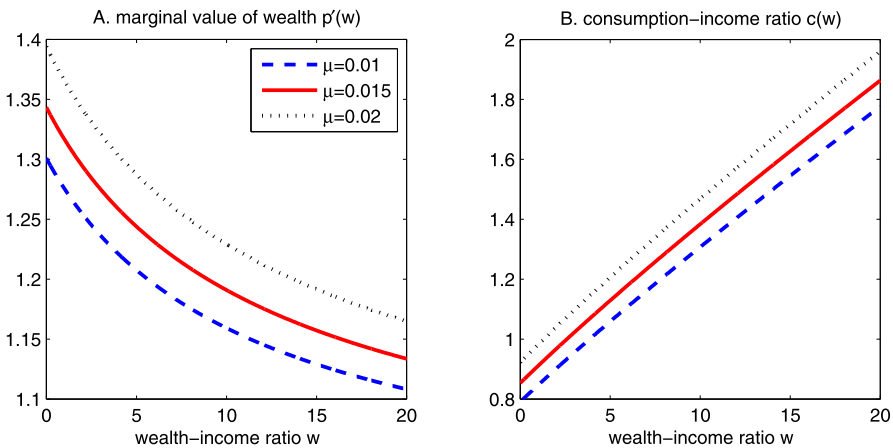 A. marginal value of wealth p′(w)
1.4
1.35
1.3
1.25
1.2
1.15
1.1
0 5 10 15 20
wealth−income ratio w
μ=0.01
μ=0.015
μ=0.02
B. consumption−income ratio c(w)
2
1.8
1.6
1.4
1.2
1
0.8
0 5 10 15 20
wealth−income ratio w